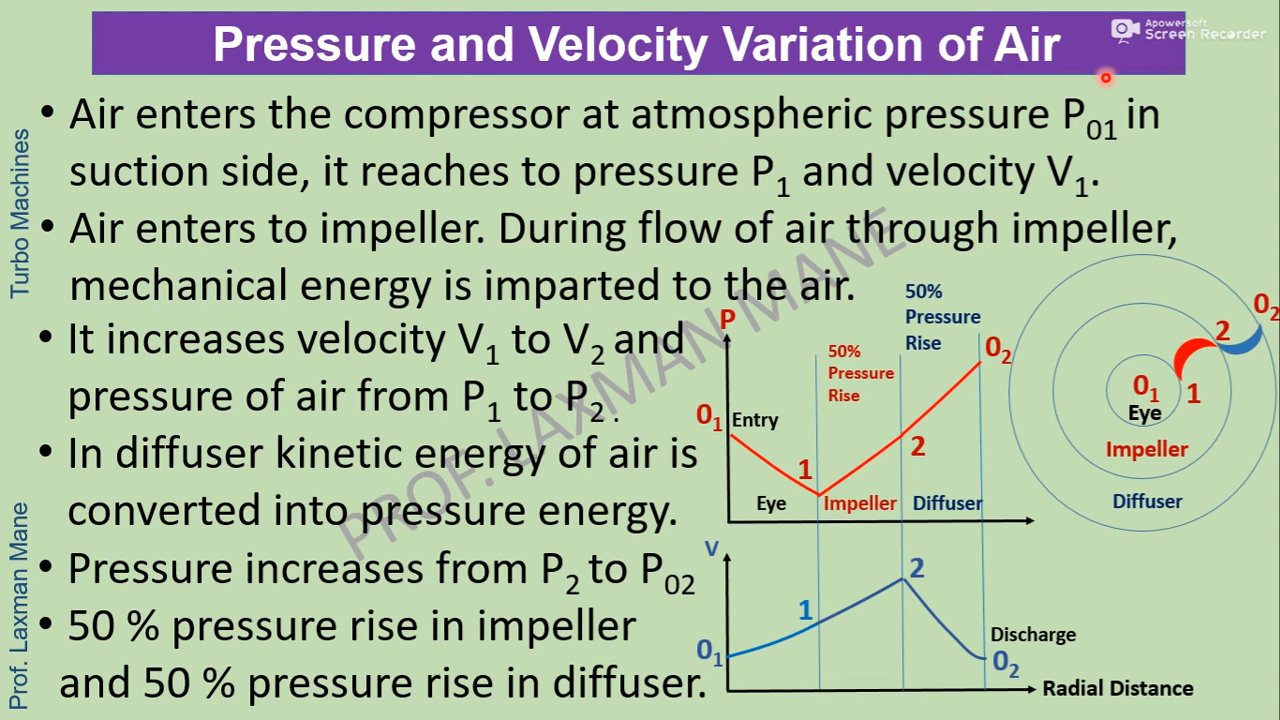 Pressure and Velocity Variation of Air
Apowersoft
Screen Recorder
Turbo Machines
Prof. Laxman Mane
• Air enters the compressor at atmospheric pressure P₀₁ in
suction side, it reaches to pressure P₁ and velocity V₁.
• Air enters to impeller. During flow of air through impeller,
mechanical energy is imparted to the air.
• It increases velocity V₁ to V₂ and
pressure of air from P₁ to P₂ .
• In diffuser kinetic energy of air is
converted into pressure energy.
• Pressure increases from P₂ to P₀₂
• 50 % pressure rise in impeller
and 50 % pressure rise in diffuser.
PROF. LAXMAN MANE
P
50%
Pressure
Rise
50%
Pressure
Rise
0₁
Entry
1
2
0₂
Eye
Impeller
Diffuser
V
0₁
1
2
Discharge
0₂
Radial Distance
0₂
2
0₁
1
Eye
Impeller
Diffuser